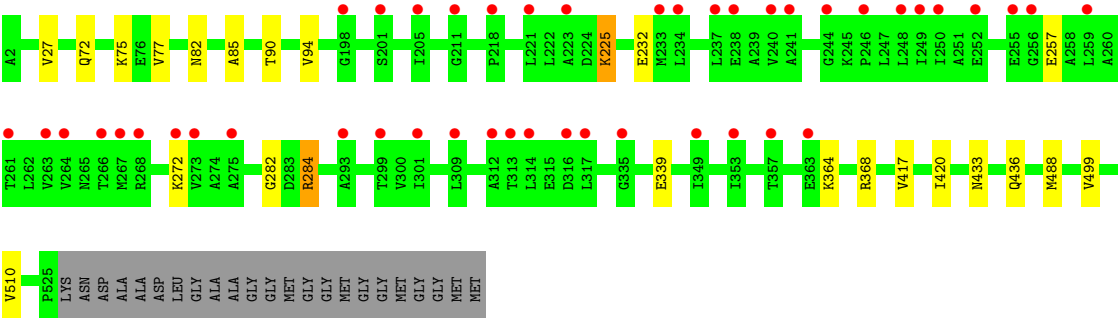 A2 V27 Q72 K75 E76 V77 N82 A85 T90 V94 G198 S201 I205 G211 P218 L221 L222 A223 D224 K225 E232 M233 L234 L237 E238 A239 V240 A241 G244 K245 P246 L247 L248 I249 I250 A251 E252 E255 G256 E257 A258 L259 A260
T261 L262 V263 V264 N265 T266 M267 R268 K272 V273 A274 A275 G282 D283 R284 A293 T299 V300 I301 L309 A312 T313 L314 E315 D316 L317 G335 E339 I349 I353 T357 E363 K364 R368 V417 I420 N433 Q436 M488 V499
V510 P525 LYS ASN ASP ALA ALA ASP LEU GLY ALA ALA GLY GLY MET GLY GLY MET GLY GLY MET GLY GLY MET MET